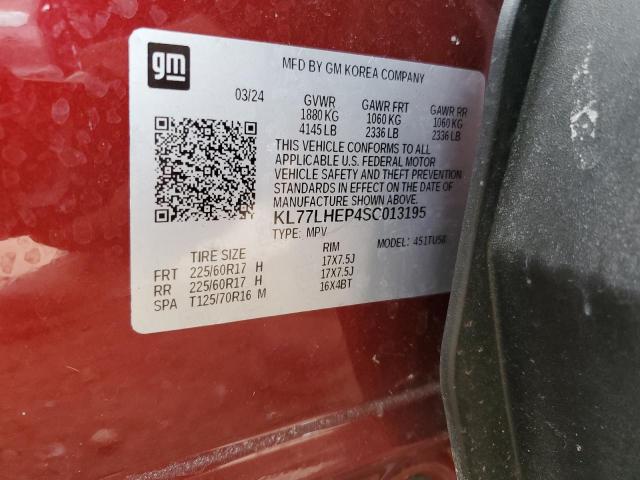 gm
MFD BY GM KOREA COMPANY
03/24 GVWR GAWR FRT GAWR RR
1880 KG 1060 KG 1060 KG
4145 LB 2336 LB 2336 LB
THIS VEHICLE CONFORMS TO ALL
APPLICABLE U.S. FEDERAL MOTOR
VEHICLE SAFETY AND THEFT PREVENTION
STANDARDS IN EFFECT ON THE DATE OF
MANUFACTURE SHOWN ABOVE.
KL77LHEP4SC013195
TYPE: MPV MODEL: 451TU58
TIRE SIZE RIM
FRT 225/60R17 H 17X7.5J
RR 225/60R17 H 17X7.5J
SPA T125/70R16 M 16X4BT